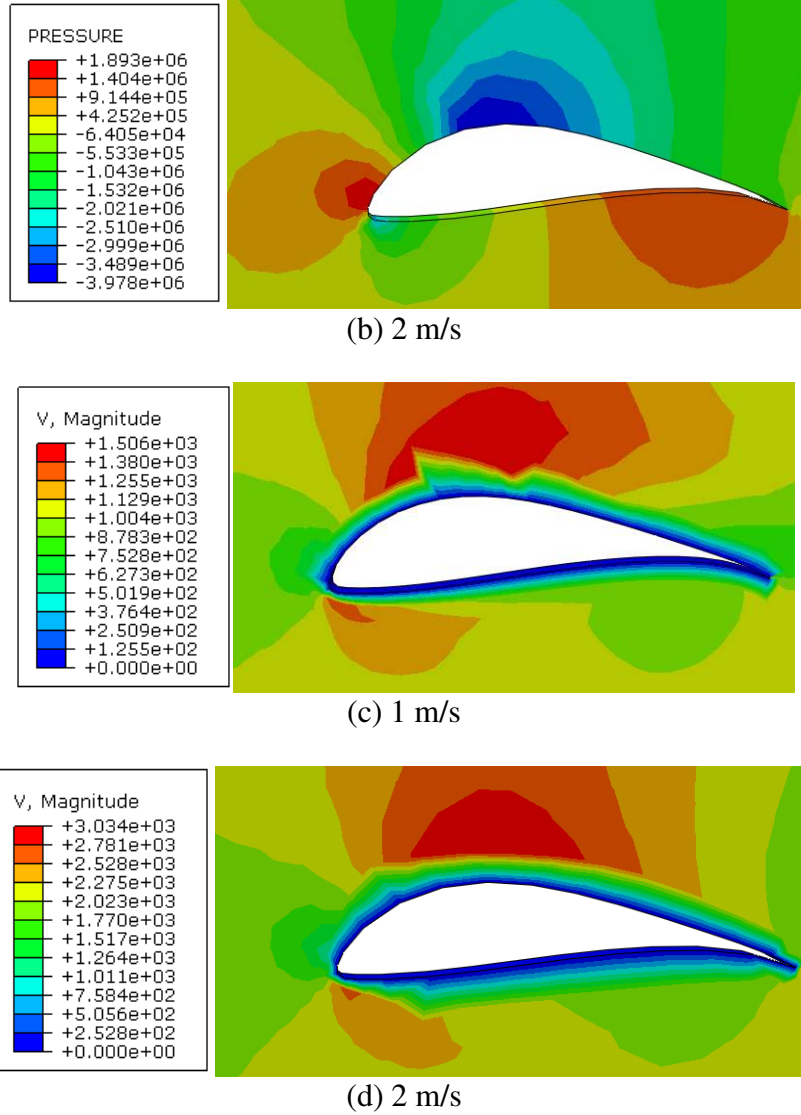 PRESSURE
+1.893e+06
+1.404e+06
+9.144e+05
+4.252e+05
-6.405e+04
-5.533e+05
-1.043e+06
-1.532e+06
-2.021e+06
-2.510e+06
-2.999e+06
-3.489e+06
-3.978e+06
(b) 2 m/s
V, Magnitude
+1.506e+03
+1.380e+03
+1.255e+03
+1.129e+03
+1.004e+03
+8.783e+02
+7.528e+02
+6.273e+02
+5.019e+02
+3.764e+02
+2.509e+02
+1.255e+02
+0.000e+00
(c) 1 m/s
V, Magnitude
+3.034e+03
+2.781e+03
+2.528e+03
+2.275e+03
+2.023e+03
+1.770e+03
+1.517e+03
+1.264e+03
+1.011e+03
+7.584e+02
+5.056e+02
+2.528e+02
+0.000e+00
(d) 2 m/s